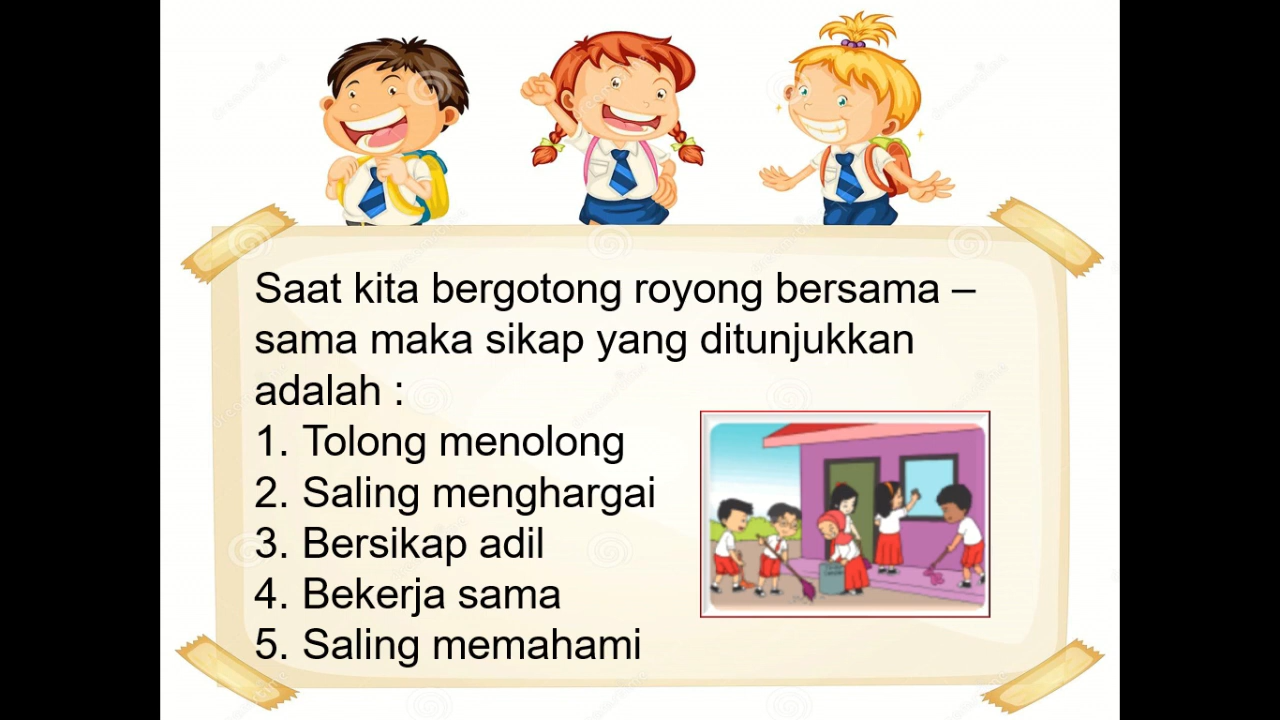 Saat kita bergotong royong bersama –
sama maka sikap yang ditunjukkan
adalah :
1. Tolong menolong
2. Saling menghargai
3. Bersikap adil
4. Bekerja sama
5. Saling memahami